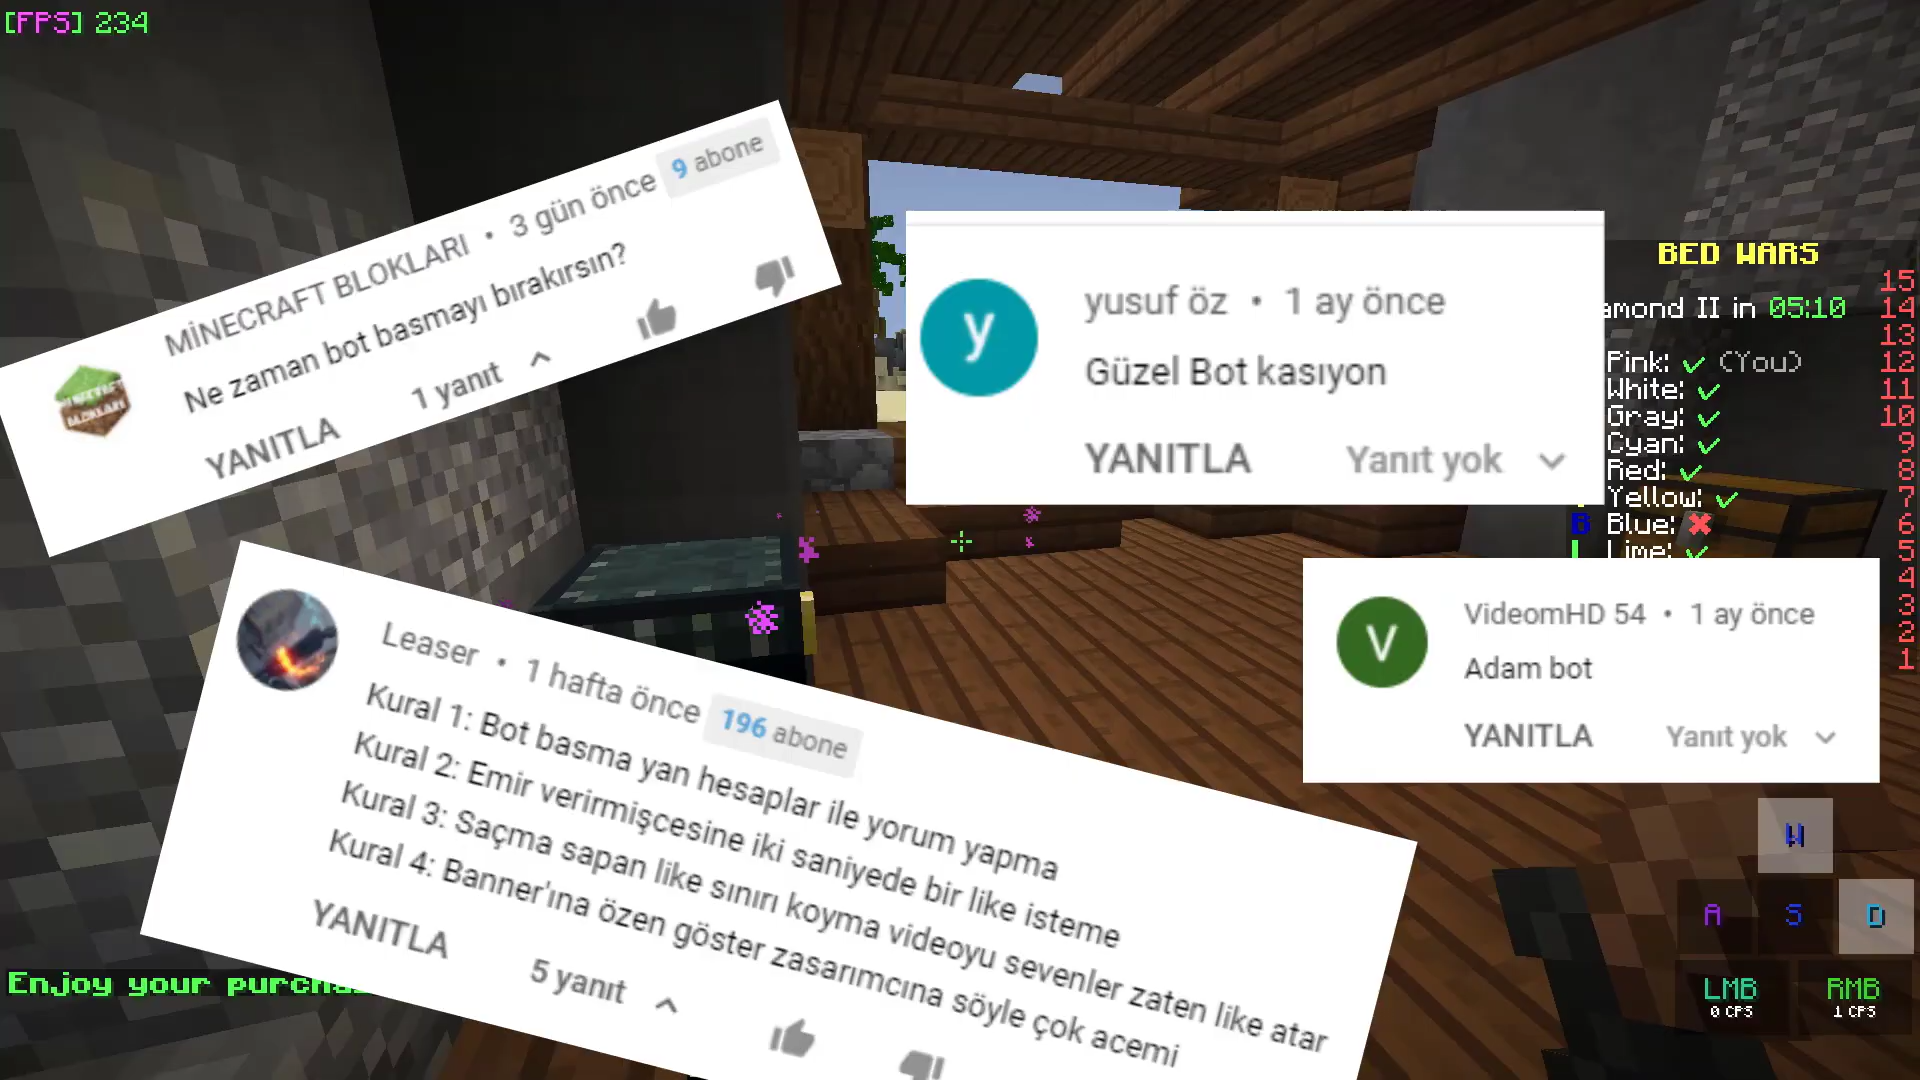 [FPS] 234
MİNECRAFT BLOKLARI • 3 gün önce 9 abone
Ne zaman bot basmayı bırakırsın?
YANITLA 1 yanıt
yusuf öz • 1 ay önce
Güzel Bot kasıyon
YANITLA Yanıt yok
BED WARS
15
amond II in 05:10 14
13
Pink: ✓ (You) 12
White: ✓ 11
Gray: ✓ 10
Cyan: ✓ 9
Red: ✓ 8
Yellow: ✓ 7
B Blue: ✖ 6
Lime: ✓ 5
4
3
2
1
VideomHD 54 • 1 ay önce
Adam bot
YANITLA Yanıt yok
Leaser • 1 hafta önce 196 abone
Kural 1: Bot basma yan hesaplar ile yorum yapma
Kural 2: Emir verirmişcesine iki saniyede bir like isteme
Kural 3: Saçma sapan like sınırı koyma videoyu sevenler zaten like atar
Kural 4: Banner'ına özen göster zasarımcına söyle çok acemi
YANITLA 5 yanıt
Enjoy your
W
A S D
LMB RMB
0 CPS 1 CPS